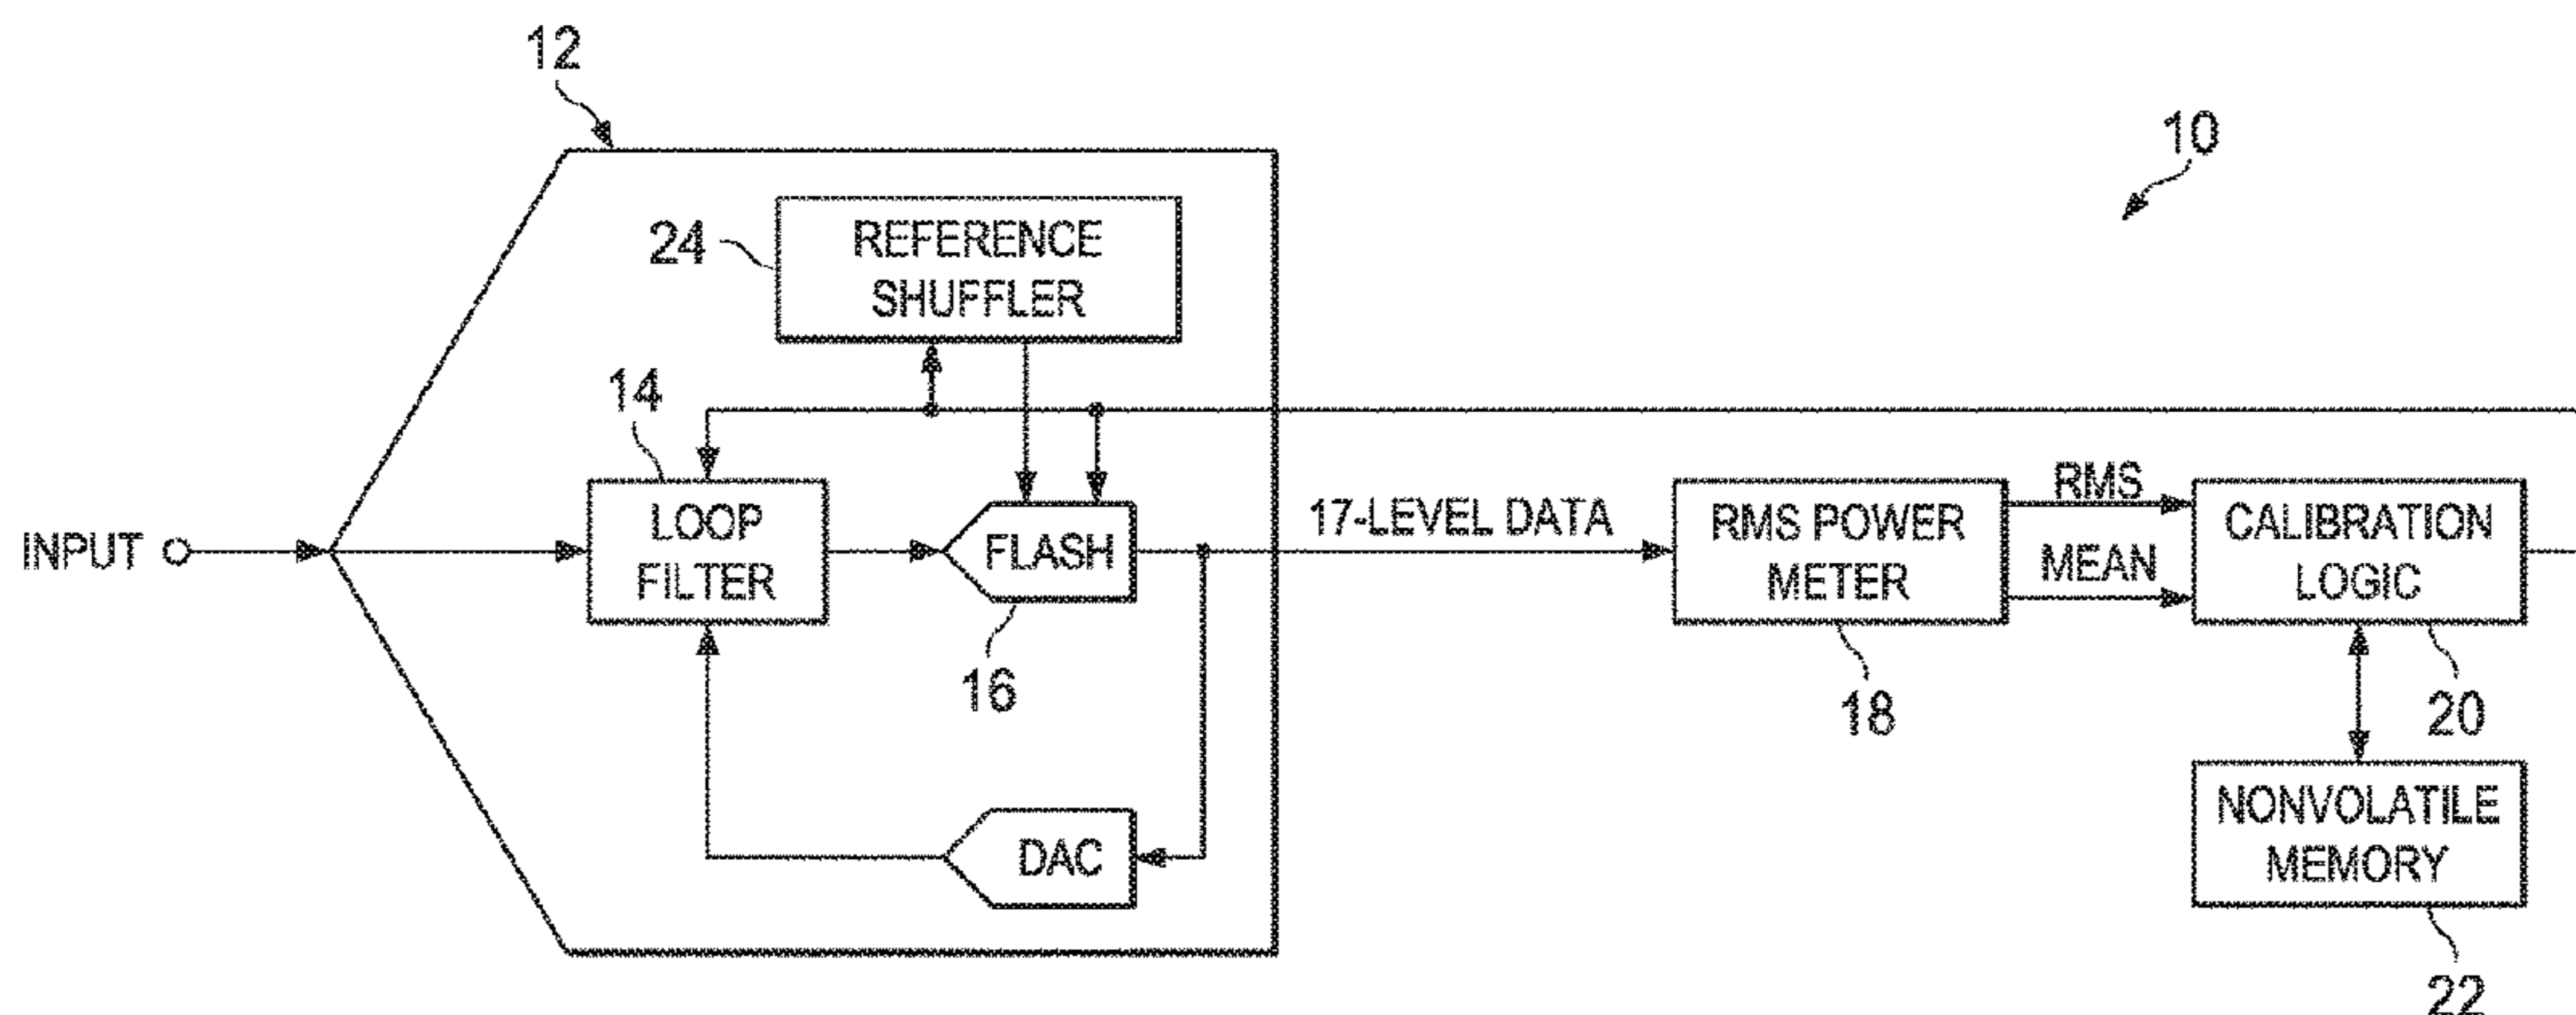 12
10
24
REFERENCE
SHUFFLER
14
INPUT
LOOP
FILTER
FLASH
16
17-LEVEL DATA
RMS POWER
METER
18
RMS
MEAN
CALIBRATION
LOGIC
20
DAC
NONVOLATILE
MEMORY
22